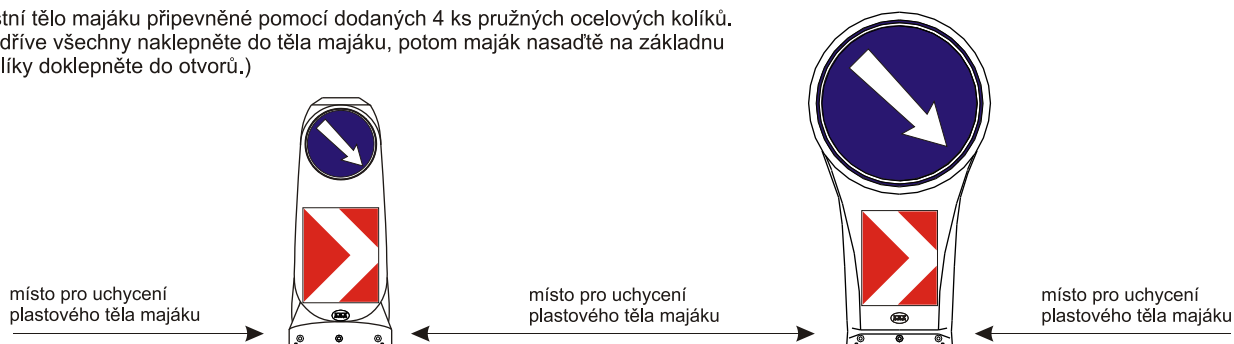 tní tělo majáku připevněné pomocí dodaných 4 ks pružných ocelových kolíků.
dříve všechny naklepněte do těla majáku, potom maják nasaďtě na základnu
líky doklepněte do otvorů.)
místo pro uchycení
plastového těla majáku
místo pro uchycení
plastového těla majáku
místo pro uchycení
plastového těla majáku